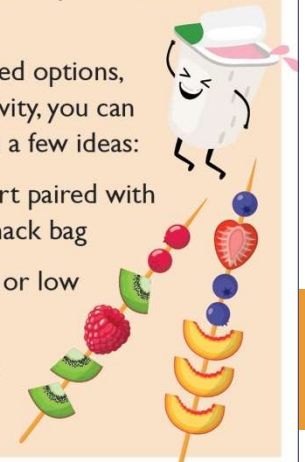 ed options,
vity, you can
a few ideas:
rt paired with
nack bag
or low